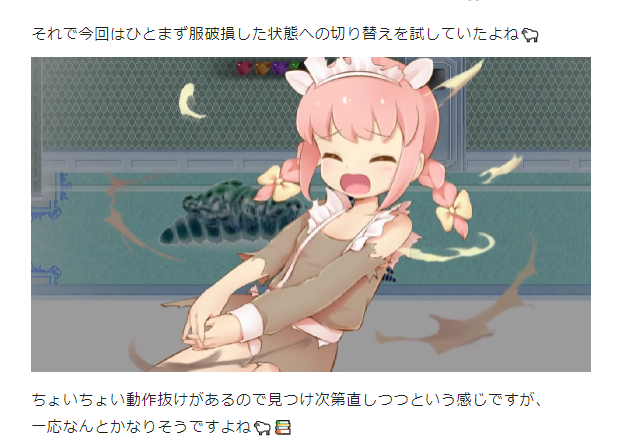 それで今回はひとまず服破損した状態への切り替えを試していたよね🐑
ちょいちょい動作抜けがあるので見つけ次第直しつつという感じですが、
一応なんとかなりそうですよね🐑📚